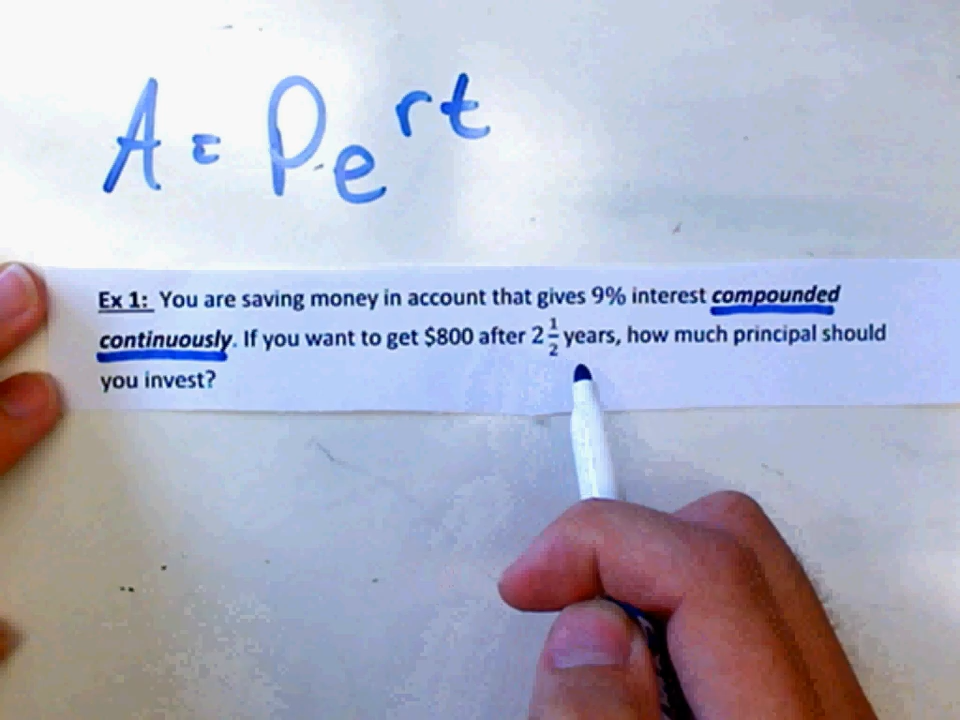 A = Pe^rt
Ex 1: You are saving money in account that gives 9% interest compounded
continuously. If you want to get $800 after 2 1/2 years, how much principal should
you invest?